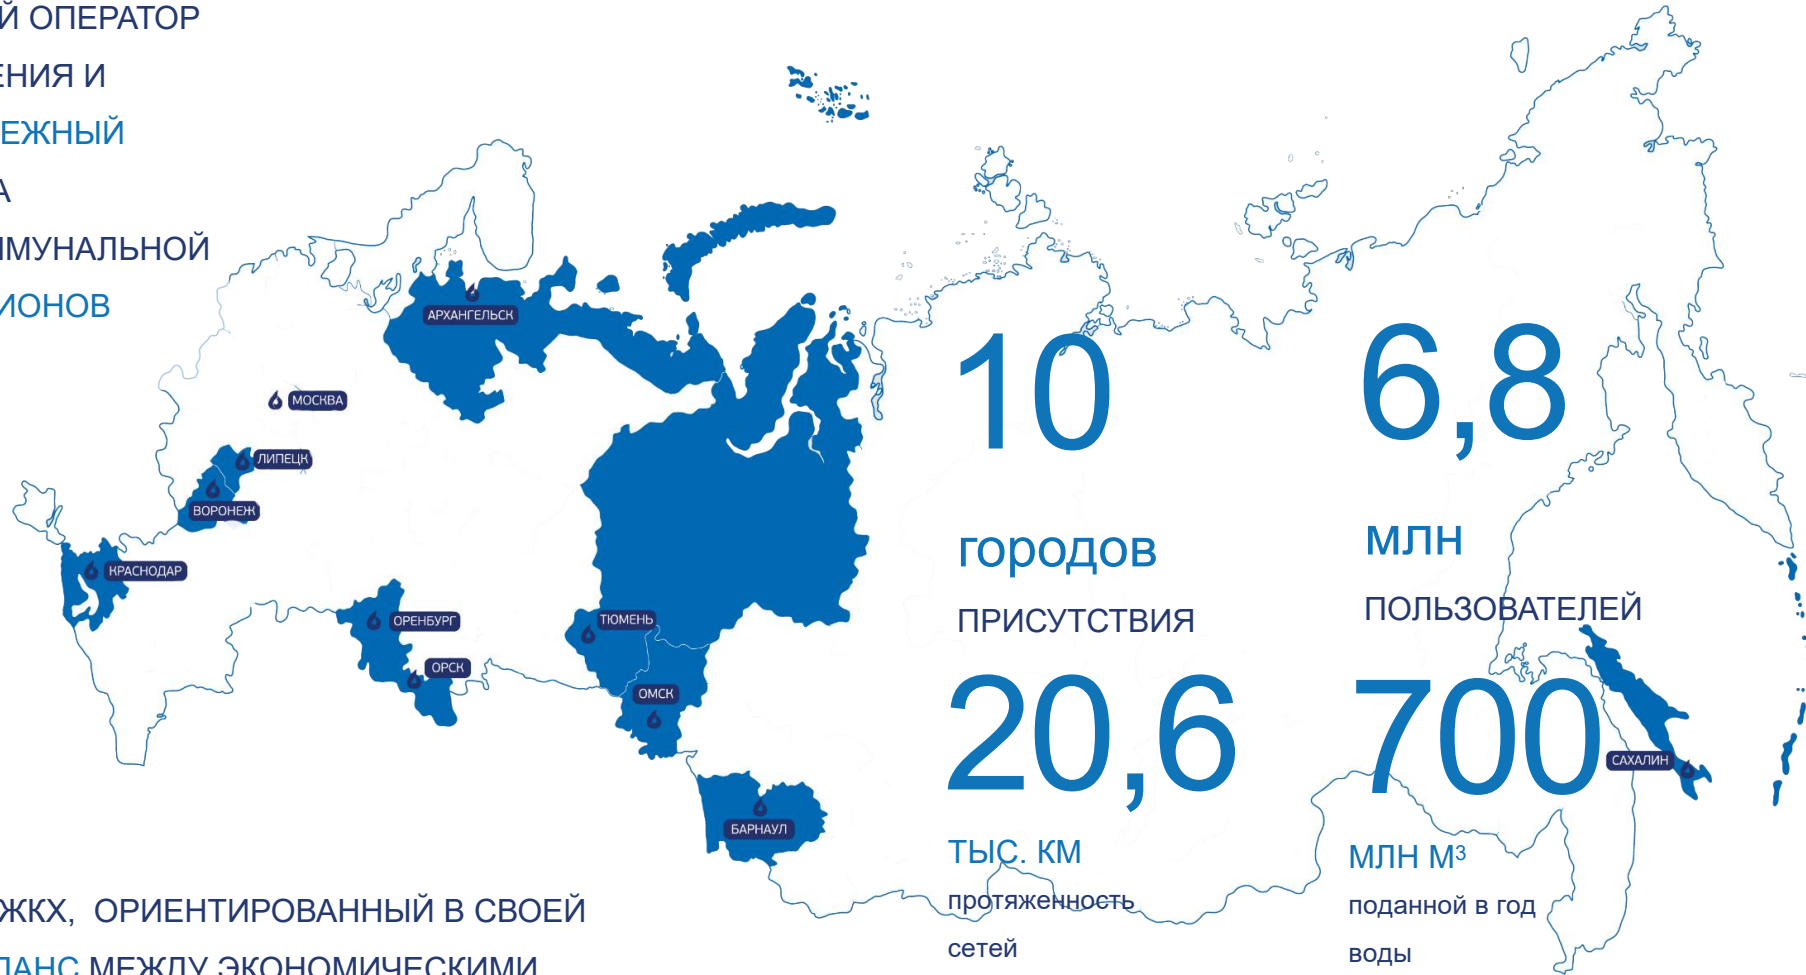 Й ОПЕРАТОР
ЕНИЯ И
ЕЖНЫЙ
А
ММУНАЛЬНОЙ
ИОНОВ
АРХАНГЕЛЬСК
МОСКВА
ЛИПЕЦК
ВОРОНЕЖ
КРАСНОДАР
ОРЕНБУРГ
ОРСК
ТЮМЕНЬ
ОМСК
БАРНАУЛ
САХАЛИН
10
городов
ПРИСУТСТВИЯ
6,8
млн
ПОЛЬЗОВАТЕЛЕЙ
20,6
ТЫС. КМ
протяженность
сетей
700
МЛН М³
поданной в год
воды
ЖКХ, ОРИЕНТИРОВАННЫЙ В СВОЕЙ
ЛАНС МЕЖДУ ЭКОНОМИЧЕСКИМИ